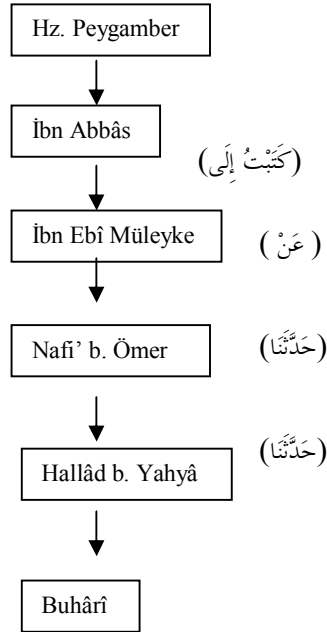 Hz. Peygamber
İbn Abbâs
(كَتَبْتُ إِلَى)
İbn Ebî Müleyke
(عَنْ )
Nafi’ b. Ömer
(حَدَّثَنَا)
Hallâd b. Yahyâ
(حَدَّثَنَا)
Buhârî